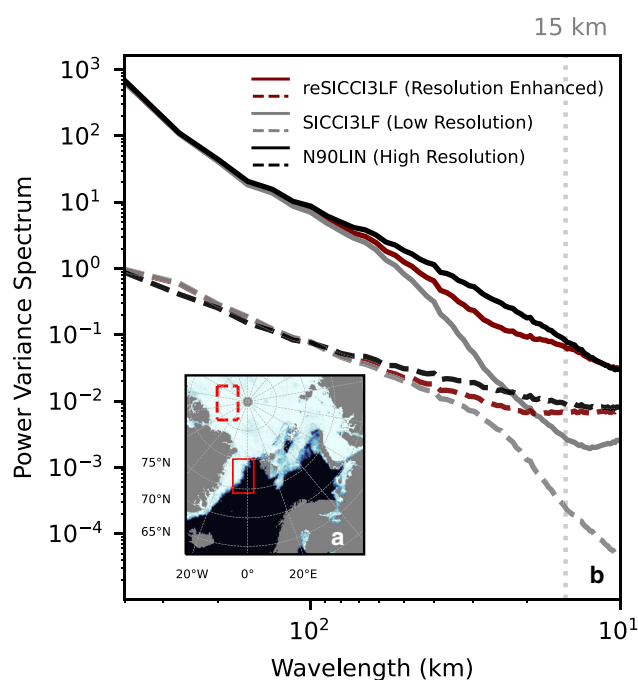 15 km
10³
10²
10¹
10⁰
10⁻¹
10⁻²
10⁻³
10⁻⁴
Power Variance Spectrum
reSICCI3LF (Resolution Enhanced)
SICCI3LF (Low Resolution)
N90LIN (High Resolution)
75°N
70°N
65°N
20°W
0°
20°E
a
b
10²
10¹
Wavelength (km)